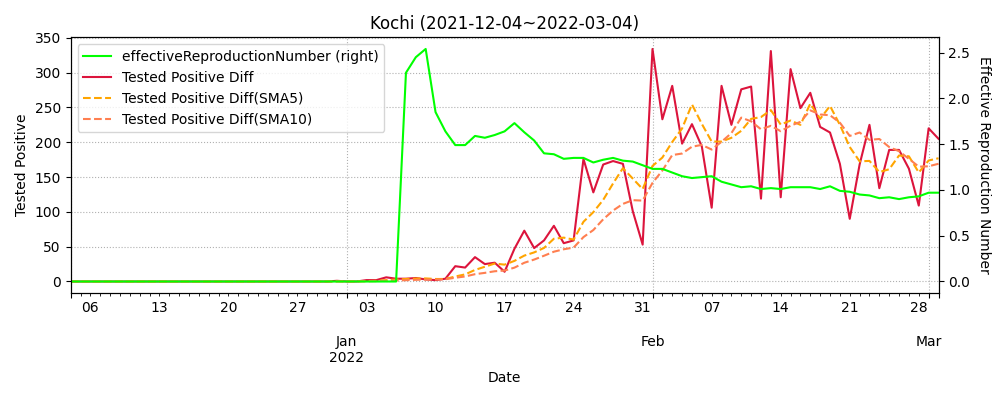 Kochi (2021-12-04~2022-03-04)
effectiveReproductionNumber (right)
Tested Positive Diff
Tested Positive Diff(SMA5)
Tested Positive Diff(SMA10)
Tested Positive
350
300
250
200
150
100
50
0
2.5
2.0
1.5
1.0
0.5
0.0
Effective Reproduction Number
06 13 20 27 03 10 17 24 31 07 14 21 28
Jan Feb Mar
2022
Date